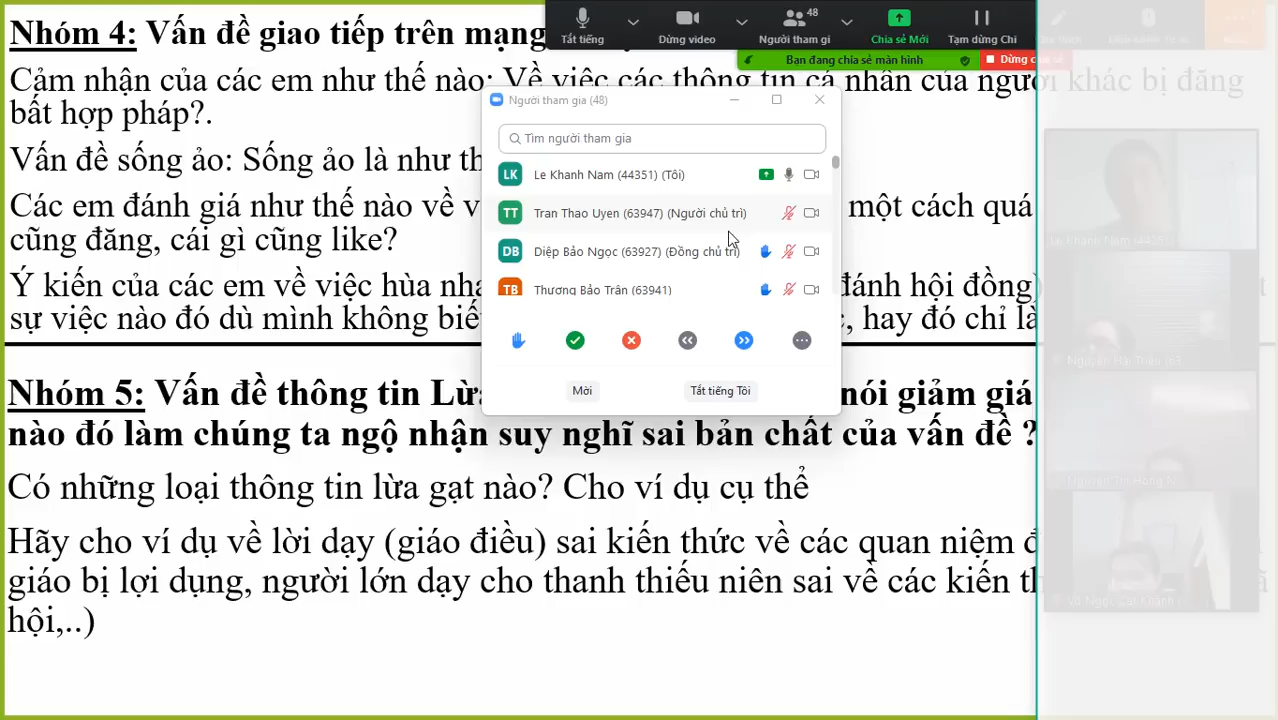 Nhóm 4: Vấn đề giao tiếp trên mạng
Cảm nhận của các em như thế nào: Về việc các thông tin cá nhân của người khác bị đăng
bất hợp pháp?.
Vấn đề sống ảo: Sống ảo là như th
Các em đánh giá như thế nào về v một cách quá
cũng đăng, cái gì cũng like?
Ý kiến của các em về việc hùa nha đánh hội đồng)
sự việc nào đó dù mình không biế hay đó chỉ là
Nhóm 5: Vấn đề thông tin Lừ nói giảm giá
nào đó làm chúng ta ngộ nhận suy nghĩ sai bản chất của vấn đề ?
Có những loại thông tin lừa gạt nào? Cho ví dụ cụ thể
Hãy cho ví dụ về lời dạy (giáo điều) sai kiến thức về các quan niệm đ
giáo bị lợi dụng, người lớn dạy cho thanh thiếu niên sai về các kiến th
hội,..)
Tắt tiếng
Dừng video
48
Người tham gi
Chia sẻ Mới
Tạm dừng Chi
Bạn đang chia sẻ màn hình
Dừng chia sẻ
Người tham gia (48)
Tìm người tham gia
LK Le Khanh Nam (44351) (Tôi)
TT Tran Thao Uyen (63947) (Người chủ trì)
DB Diệp Bảo Ngọc (63927) (Đồng chủ trì)
TB Thương Bảo Trân (63941)
Mời
Tắt tiếng Tôi